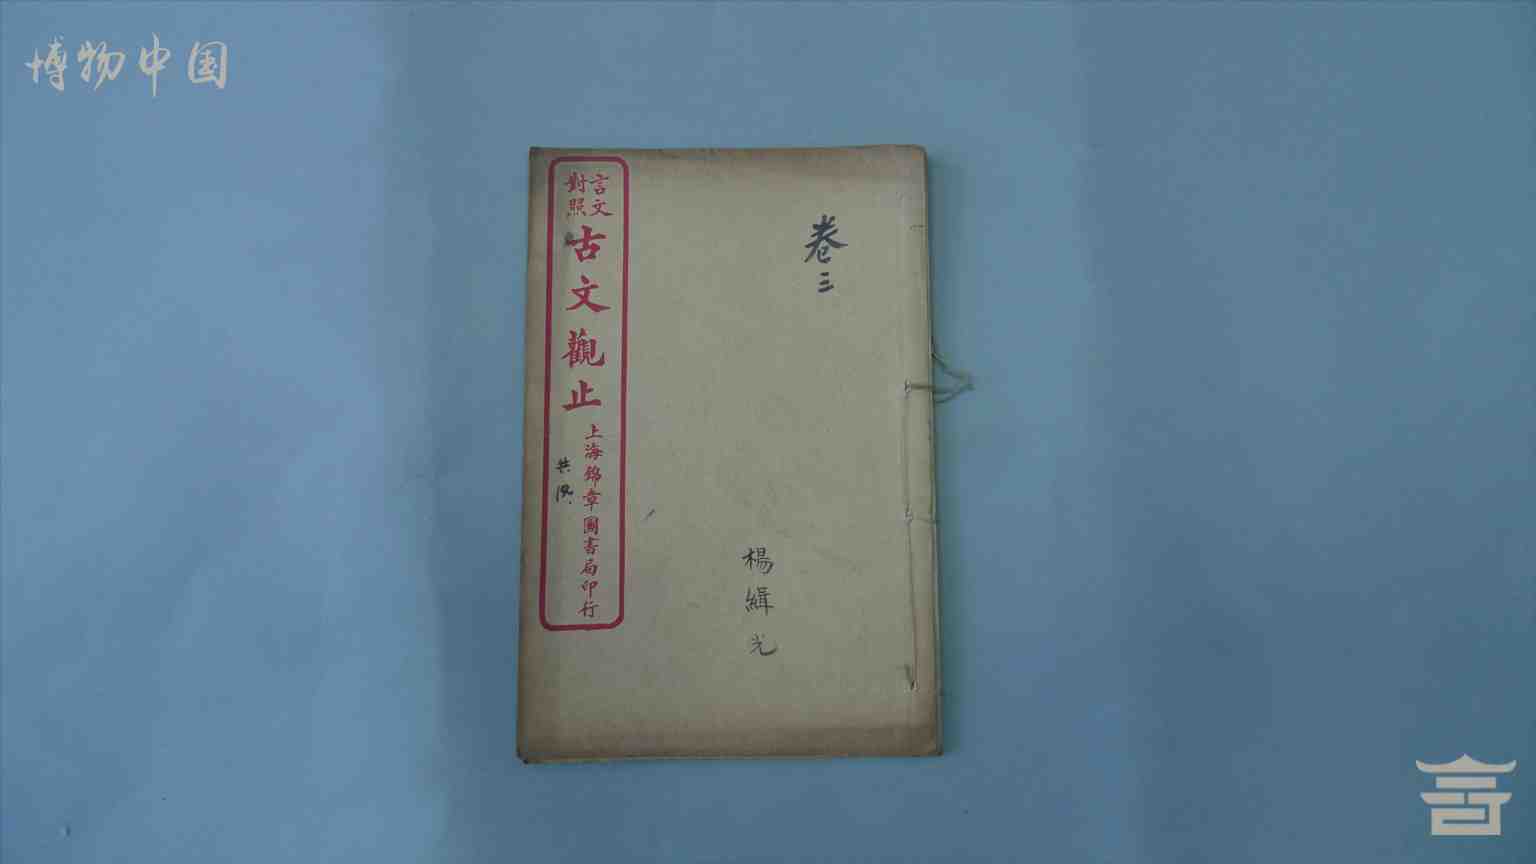 博物中国
卷三
楊緝光
言文
對照
古文觀止
上海錦章圖書局印行